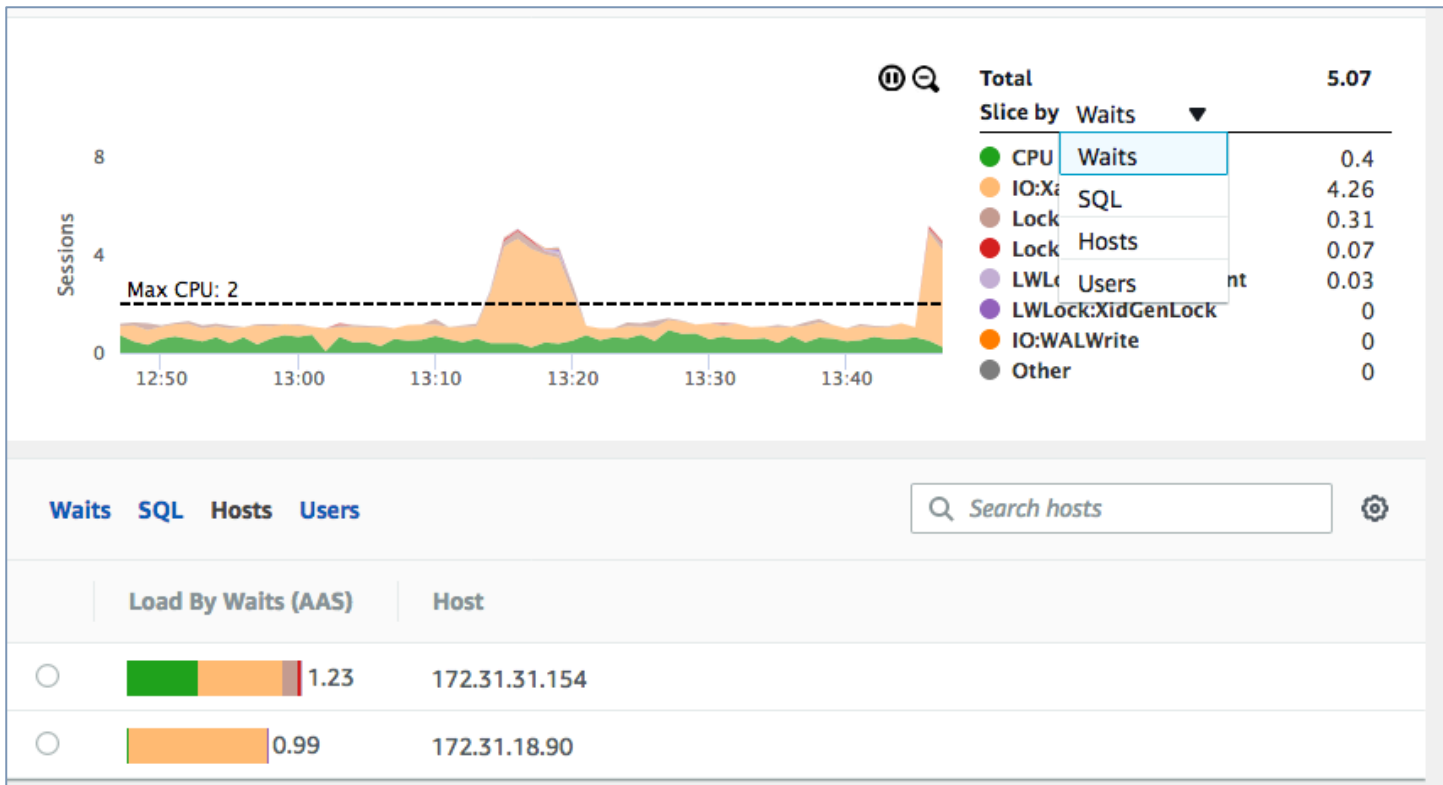 Total 5.07
Slice by Waits
8
4
0
Sessions
Max CPU: 2
12:50 13:00 13:10 13:20 13:30 13:40
CPU 0.4
IO:Xa 4.26
Lock 0.31
Lock 0.07
LWLo nt 0.03
LWLock:XidGenLock 0
IO:WALWrite 0
Other 0
Waits
SQL
Hosts
Users
Waits SQL Hosts Users
Search hosts
Load By Waits (AAS) Host
1.23 172.31.31.154
0.99 172.31.18.90